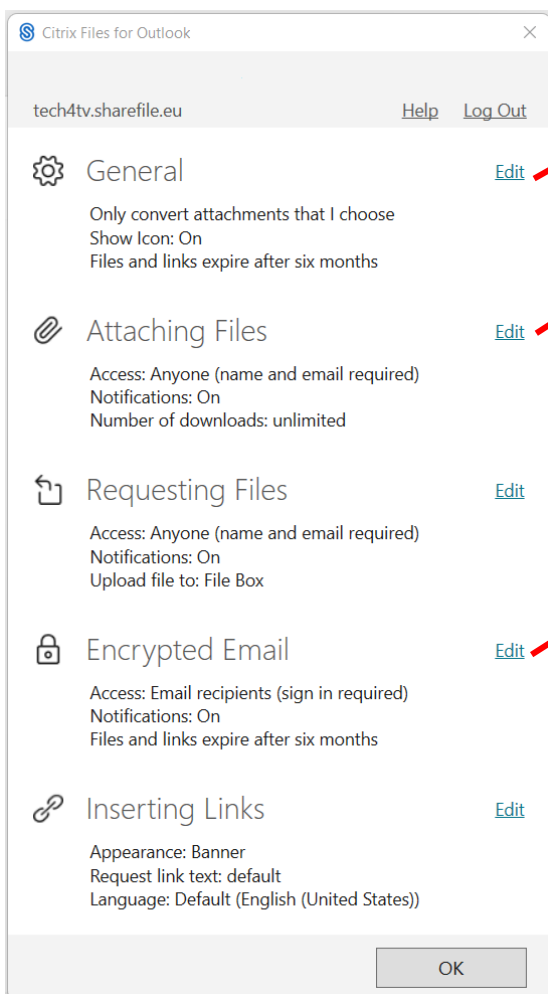 Citrix Files for Outlook
tech4tv.sharefile.eu Help Log Out
General Edit
Only convert attachments that I choose
Show Icon: On
Files and links expire after six months
Attaching Files Edit
Access: Anyone (name and email required)
Notifications: On
Number of downloads: unlimited
Requesting Files Edit
Access: Anyone (name and email required)
Notifications: On
Upload file to: File Box
Encrypted Email Edit
Access: Email recipients (sign in required)
Notifications: On
Files and links expire after six months
Inserting Links Edit
Appearance: Banner
Request link text: default
Language: Default (English (United States))
OK